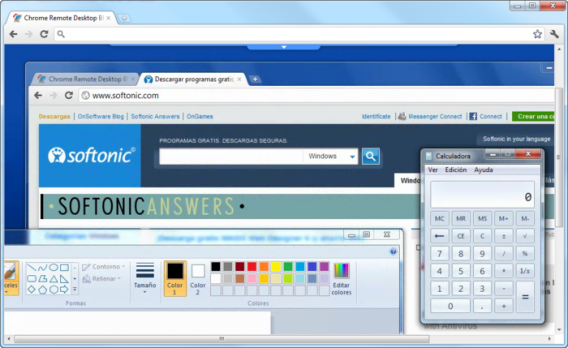 Chrome Remote Desktop B
Chrome Remote Desktop B
Descargar programas gratis,
www.softonic.com
Descargas | OnSoftware Blog | Softonic Answers | OnGames
Identifícate | Messenger Connect | Connect | Crear una c
softonic®
PROGRAMAS GRATIS. DESCARGAS SEGURAS.
Windows
Softonic in your language
Windo
SOFTONICANSWERS
Calculadora
Ver Edición Ayuda
0
MC MR MS M+ M-
← CE C ± √
7 8 9 / %
4 5 6 * 1/x
1 2 3 - =
0 . +
Contorno
Rellenar
Formas
Tamaño
Color 1
Color 2
Editar colores
Colores
with Antivirus